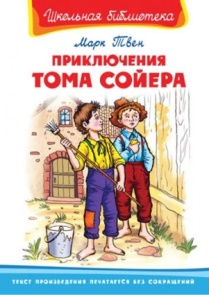 Школьная библиотека
Марк Твен
ПРИКЛЮЧЕНИЯ
ТОМА СОЙЕРА
ТЕКСТ ПРОИЗВЕДЕНИЯ ПЕЧАТАЕТСЯ БЕЗ СОКРАЩЕНИЙ